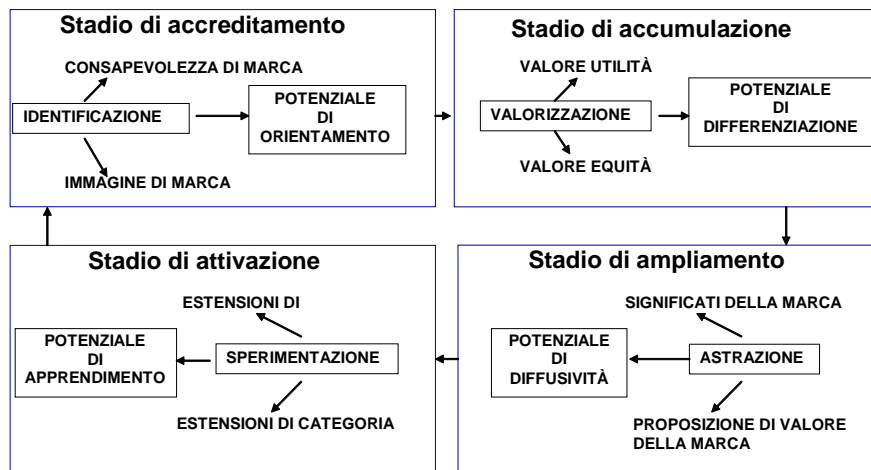 Stadio di accreditamento
CONSAPEVOLEZZA DI MARCA
IDENTIFICAZIONE
POTENZIALE
DI
ORIENTAMENTO
IMMAGINE DI MARCA
Stadio di accumulazione
VALORE UTILITÀ
VALORIZZAZIONE
POTENZIALE
DI
DIFFERENZIAZIONE
VALORE EQUITÀ
Stadio di attivazione
ESTENSIONI DI
POTENZIALE
DI
APPRENDIMENTO
SPERIMENTAZIONE
ESTENSIONI DI CATEGORIA
Stadio di ampliamento
SIGNIFICATI DELLA MARCA
POTENZIALE
DI
DIFFUSIVITÀ
ASTRAZIONE
PROPOSIZIONE DI VALORE
DELLA MARCA